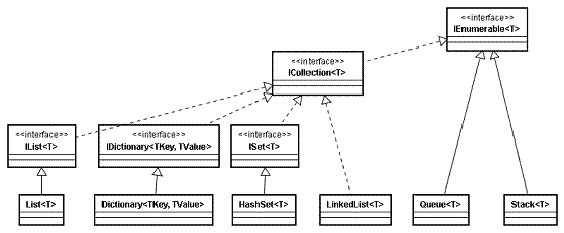 <<interface>>
IEnumerable<T>
<<interface>>
ICollection<T>
<<interface>>
IList<T>
<<interface>>
IDictionary<TKey, TValue>
<<interface>>
ISet<T>
List<T>
Dictionary<TKey, TValue>
HashSet<T>
LinkedList<T>
Queue<T>
Stack<T>